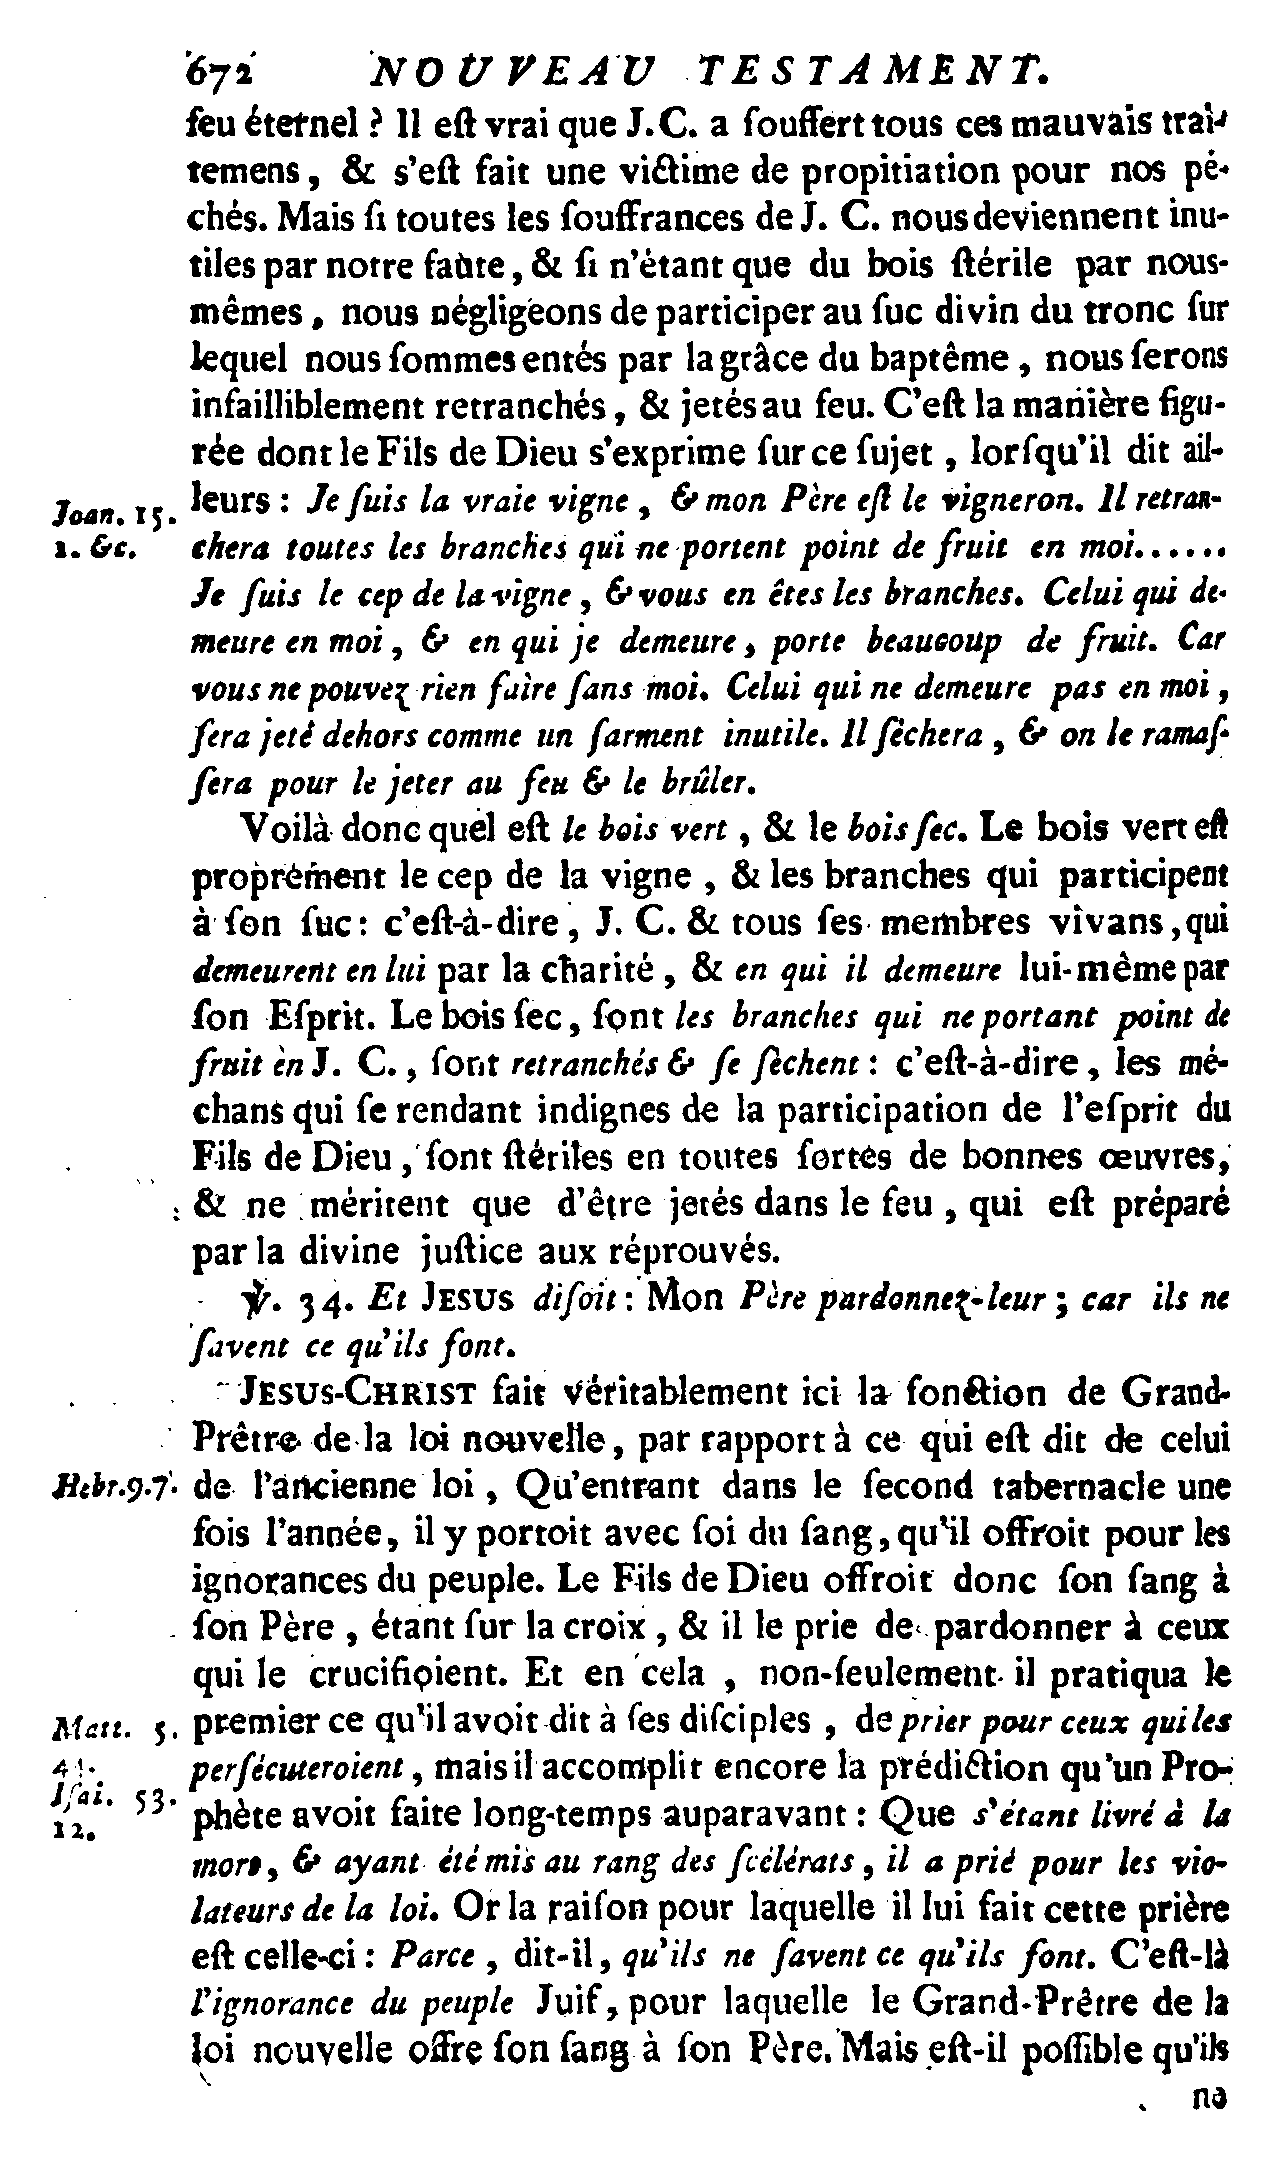 672 NOUVEAU TESTAMENT.
feu éternel ? Il eſt vrai que J.C. a ſouffert tous ces mauvais trai-
temens, & s'eſt fait une victime de propitiation pour nos pé-
chés. Mais ſi toutes les ſouffrances de J. C. nous deviennent inu-
tiles par notre faute, & ſi n'étant que du bois ſtérile par nous-
mêmes, nous négligeons de participer au ſuc divin du tronc ſur
lequel nous ſommes entés par la grâce du baptême, nous ſerons
infailliblement retranchés, & jetés au feu. C'eſt la manière figu-
rée dont le Fils de Dieu s'exprime ſur ce ſujet, lorſqu'il dit ail-
Joan. 15. leurs : Je ſuis la vraie vigne, & mon Père eſt le vigneron. Il retran-
1. &c. chera toutes les branches qui ne portent point de fruit en moi......
Je ſuis le cep de la vigne, & vous en êtes les branches. Celui qui de-
meure en moi, & en qui je demeure, porte beaucoup de fruit. Car
vous ne pouvez rien faire ſans moi. Celui qui ne demeure pas en moi,
ſera jeté dehors comme un ſarment inutile. Il ſéchera, & on le ramaſ-
ſera pour le jeter au feu & le brûler.
Voilà donc quel eſt le bois vert, & le bois ſec. Le bois vert eſt
proprément le cep de la vigne, & les branches qui participent
à ſon ſuc : c'eſt-à-dire, J. C. & tous ſes membres vivans, qui
demeurent en lui par la charité, & en qui il demeure lui-même par
ſon Eſprit. Le bois ſec, ſont les branches qui ne portant point de
fruit en J. C., ſont retranchés & ſe ſèchent : c'eſt-à-dire, les mé-
chans qui ſe rendant indignes de la participation de l'eſprit du
Fils de Dieu, ſont ſtériles en toutes ſortes de bonnes œuvres,
& ne méritent que d'être jetés dans le feu, qui eſt préparé
par la divine juſtice aux réprouvés.
℣. 34. Et JESUS diſoit : Mon Père pardonnez-leur ; car ils ne
ſavent ce qu'ils font.
JESUS-CHRIST fait véritablement ici la fonction de Grand-
Prêtre de la loi nouvelle, par rapport à ce qui eſt dit de celui
Hebr. 9. 7. de l'ancienne loi, Qu'entrant dans le ſecond tabernacle une
fois l'année, il y portoit avec ſoi du ſang, qu'il offroit pour les
ignorances du peuple. Le Fils de Dieu offroit donc ſon ſang à
ſon Père, étant ſur la croix, & il le prie de pardonner à ceux
qui le crucifioient. Et en cela, non-ſeulement il pratiqua le
Matt. 5. premier ce qu'il avoit dit à ſes diſciples, de prier pour ceux qui les
4 perſécuteroient, mais il accomplit encore la prédiction qu'un Pro-
Iſai. 53. phète avoit faite long-temps auparavant : Que s'étant livré à la
12. mort, & ayant été mis au rang des ſcélérats, il a prié pour les vio-
lateurs de la loi. Or la raiſon pour laquelle il lui fait cette prière
eſt celle-ci : Parce, dit-il, qu'ils ne ſavent ce qu'ils font. C'eſt-là
l'ignorance du peuple Juif, pour laquelle le Grand-Prêtre de la
loi nouvelle offre ſon ſang à ſon Père. Mais eſt-il poſſible qu'ils
ne